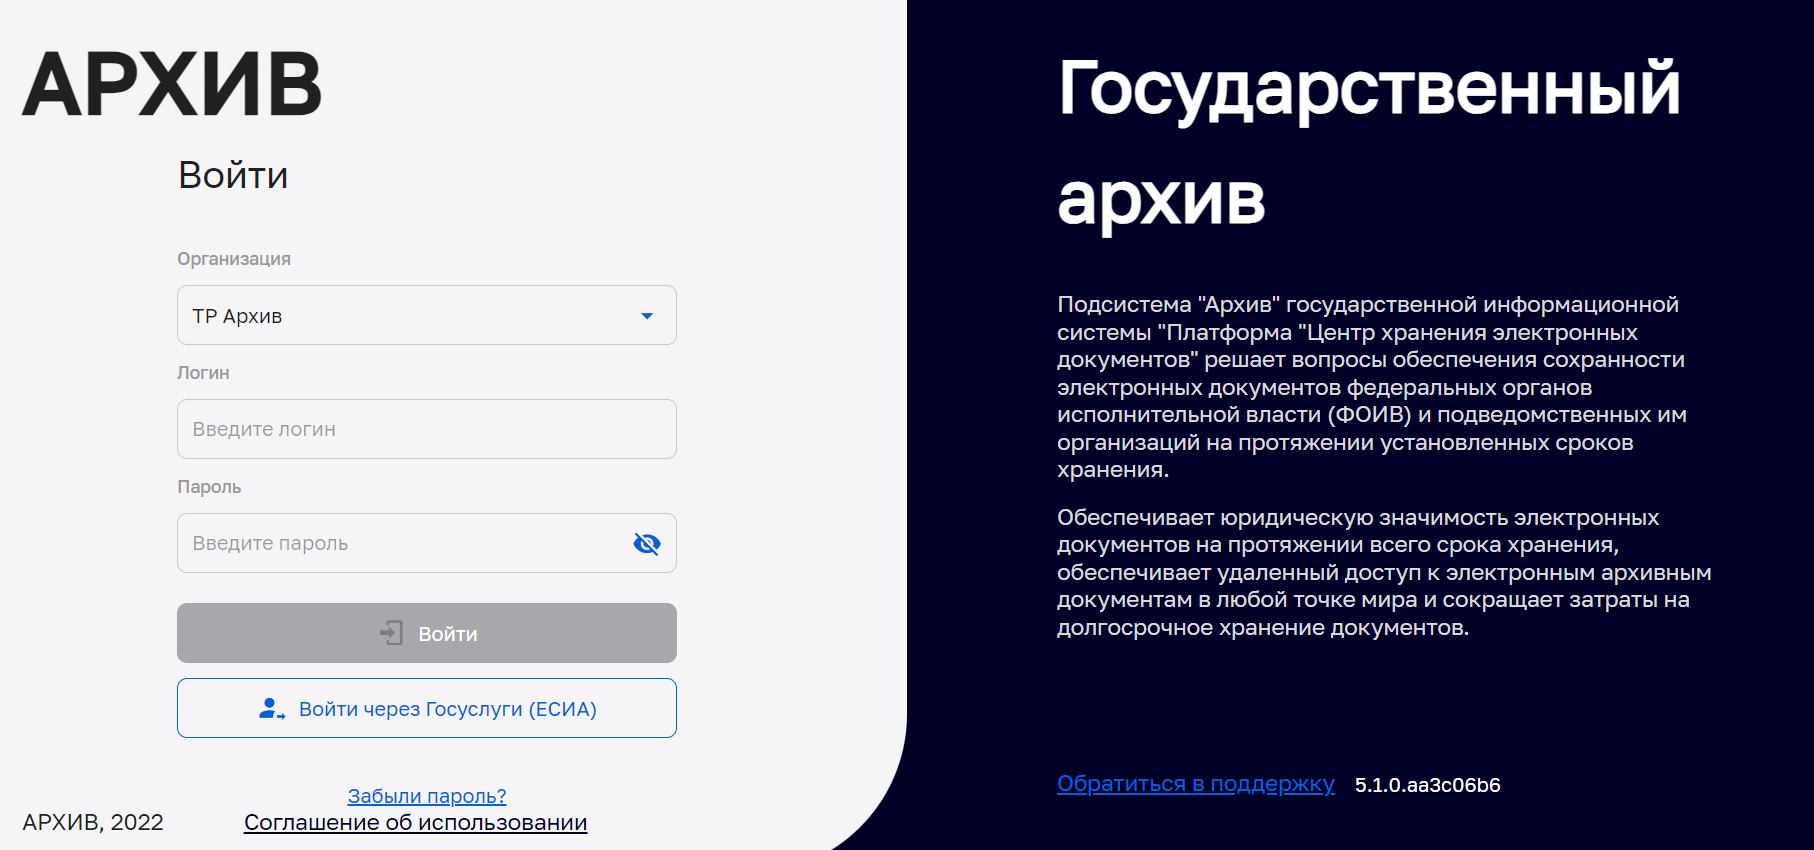 АРХИВ
Войти
Организация
ТР Архив
Логин
Введите логин
Пароль
Введите пароль
Войти
Войти через Госуслуги (ЕСИА)
Забыли пароль?
АРХИВ, 2022
Соглашение об использовании
Государственный
архив
Подсистема "Архив" государственной информационной
системы "Платформа "Центр хранения электронных
документов" решает вопросы обеспечения сохранности
электронных документов федеральных органов
исполнительной власти (ФОИВ) и подведомственных им
организаций на протяжении установленных сроков
хранения.
Обеспечивает юридическую значимость электронных
документов на протяжении всего срока хранения,
обеспечивает удаленный доступ к электронным архивным
документам в любой точке мира и сокращает затраты на
долгосрочное хранение документов.
Обратиться в поддержку
5.1.0.aa3c06b6